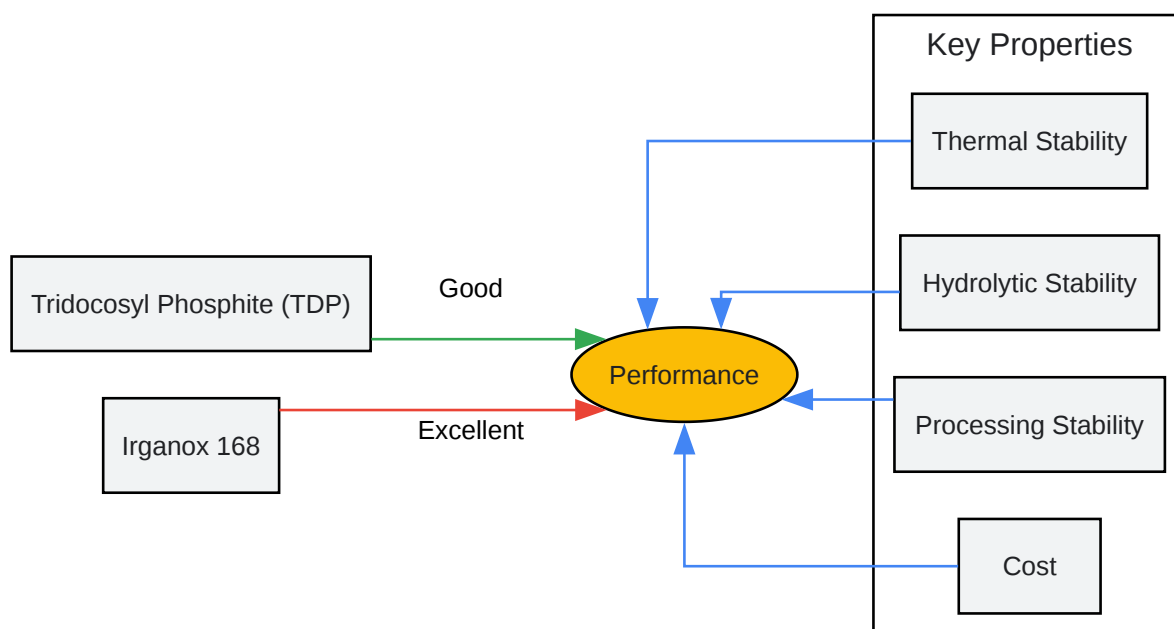 Key Properties
Thermal Stability
Tridocosyl Phosphite (TDP)
Good
Hydrolytic Stability
Performance
Irganox 168
Excellent
Processing Stability
Cost